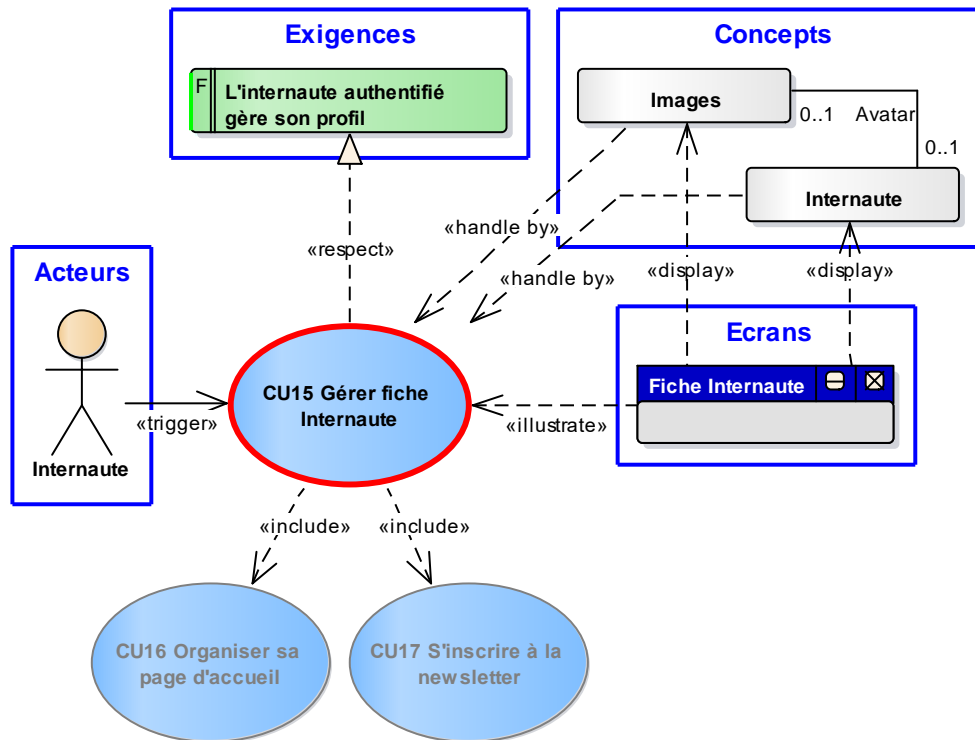 Exigences
F
L'internaute authentifié
gère son profil
Concepts
Images
0..1
Avatar
0..1
Internaute
«handle by»
«handle by»
«respect»
«display»
«display»
Acteurs
Internaute
«trigger»
CU15 Gérer fiche
Internaute
«illustrate»
Ecrans
Fiche Internaute
«include»
«include»
CU16 Organiser sa
page d'accueil
CU17 S'inscrire à la
newsletter